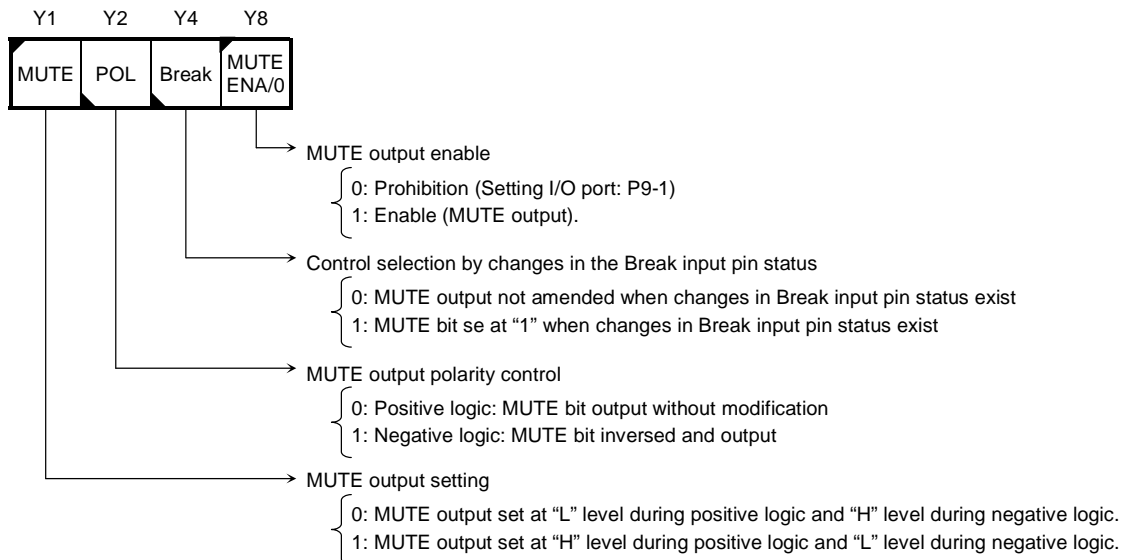 Y1 Y2 Y4 Y8
MUTE POL Break MUTE ENA/0
MUTE output enable
0: Prohibition (Setting I/O port: P9-1)
1: Enable (MUTE output).
Control selection by changes in the Break input pin status
0: MUTE output not amended when changes in Break input pin status exist
1: MUTE bit se at “1” when changes in Break input pin status exist
MUTE output polarity control
0: Positive logic: MUTE bit output without modification
1: Negative logic: MUTE bit inversed and output
MUTE output setting
0: MUTE output set at “L” level during positive logic and “H” level during negative logic.
1: MUTE output set at “H” level during positive logic and “L” level during negative logic.